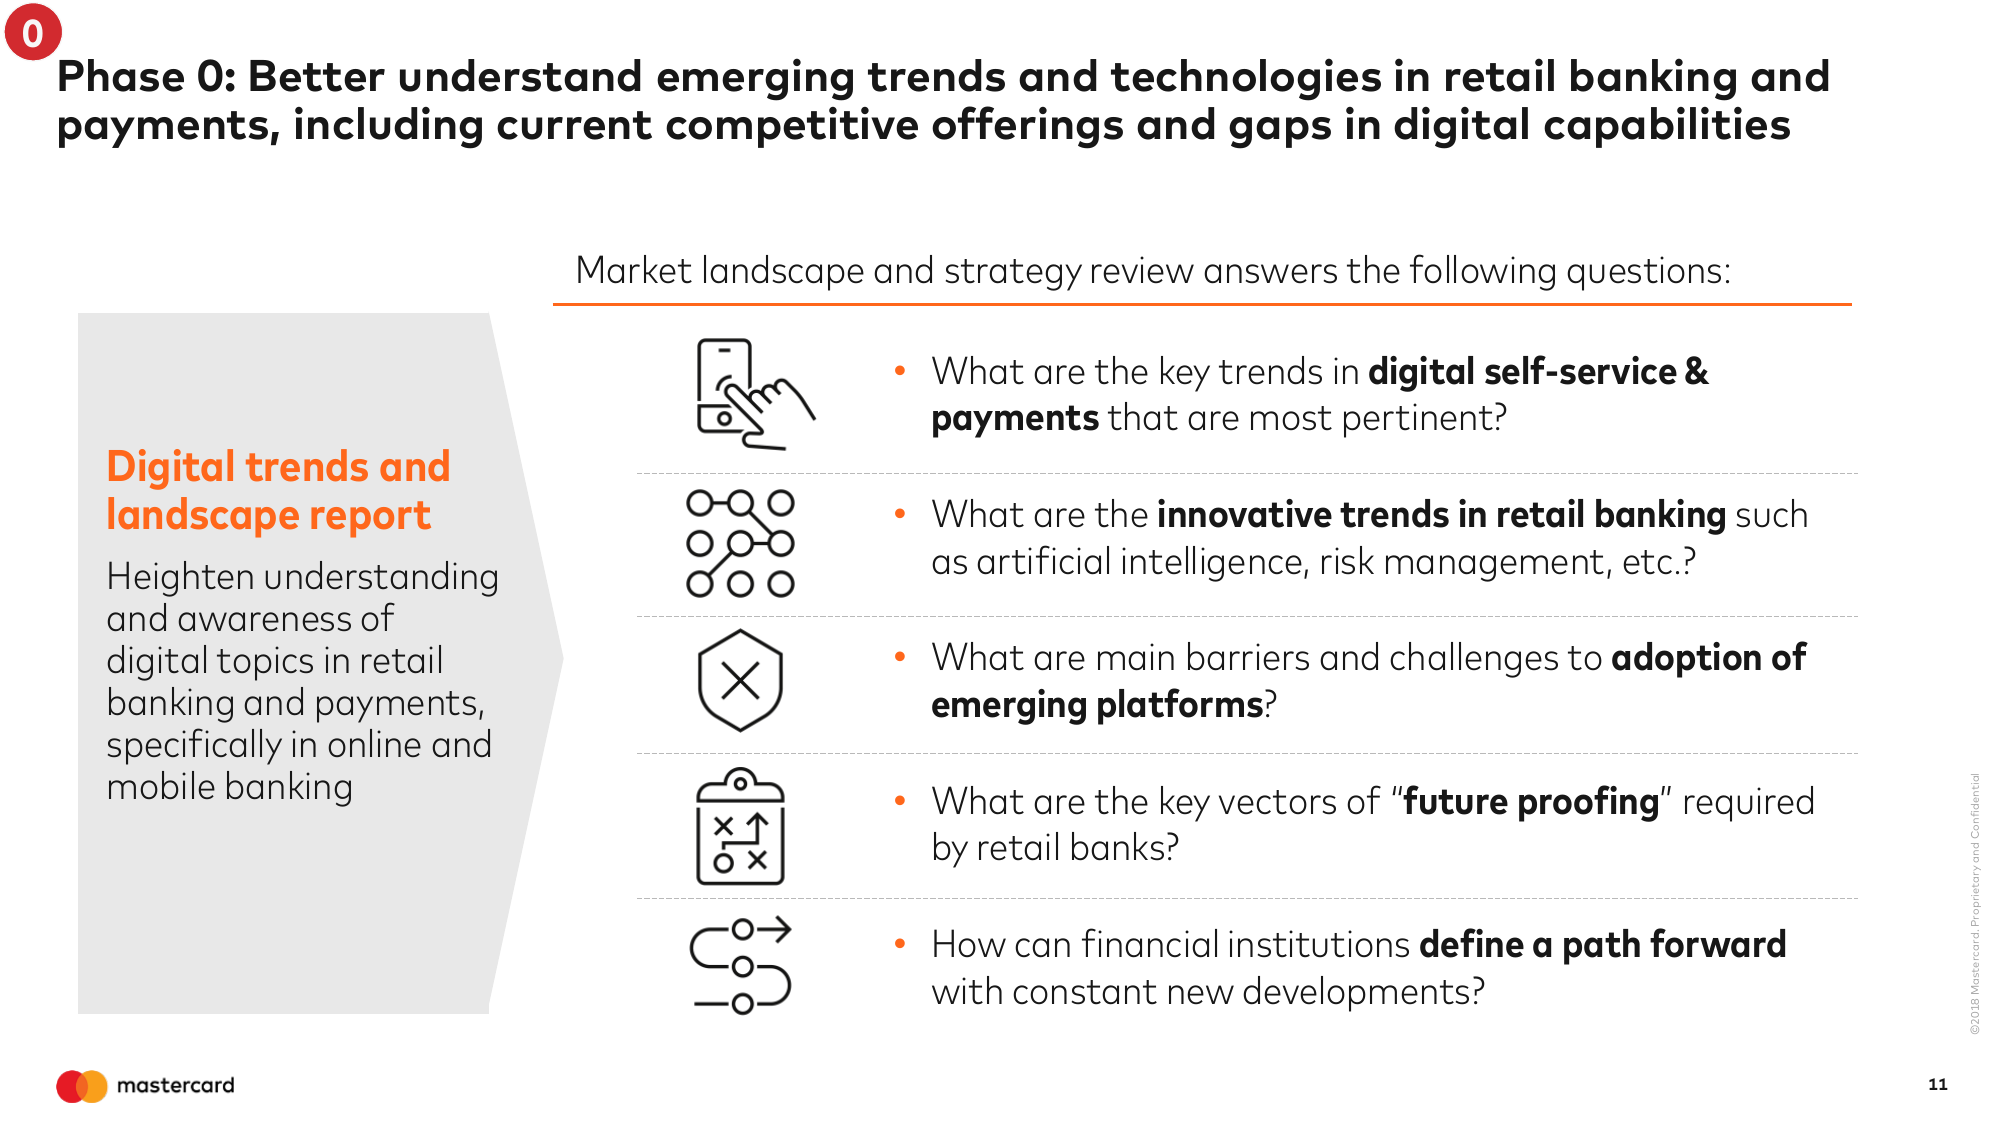 0
Phase 0: Better understand emerging trends and technologies in retail banking and
payments, including current competitive offerings and gaps in digital capabilities
Market landscape and strategy review answers the following questions:
Digital trends and
landscape report
Heighten understanding
and awareness of
digital topics in retail
banking and payments,
specifically in online and
mobile banking
• What are the key trends in digital self-service &
payments that are most pertinent?
• What are the innovative trends in retail banking such
as artificial intelligence, risk management, etc.?
• What are main barriers and challenges to adoption of
emerging platforms?
• What are the key vectors of “future proofing” required
by retail banks?
• How can financial institutions define a path forward
with constant new developments?
©2018 Mastercard. Proprietary and Confidential
mastercard
11